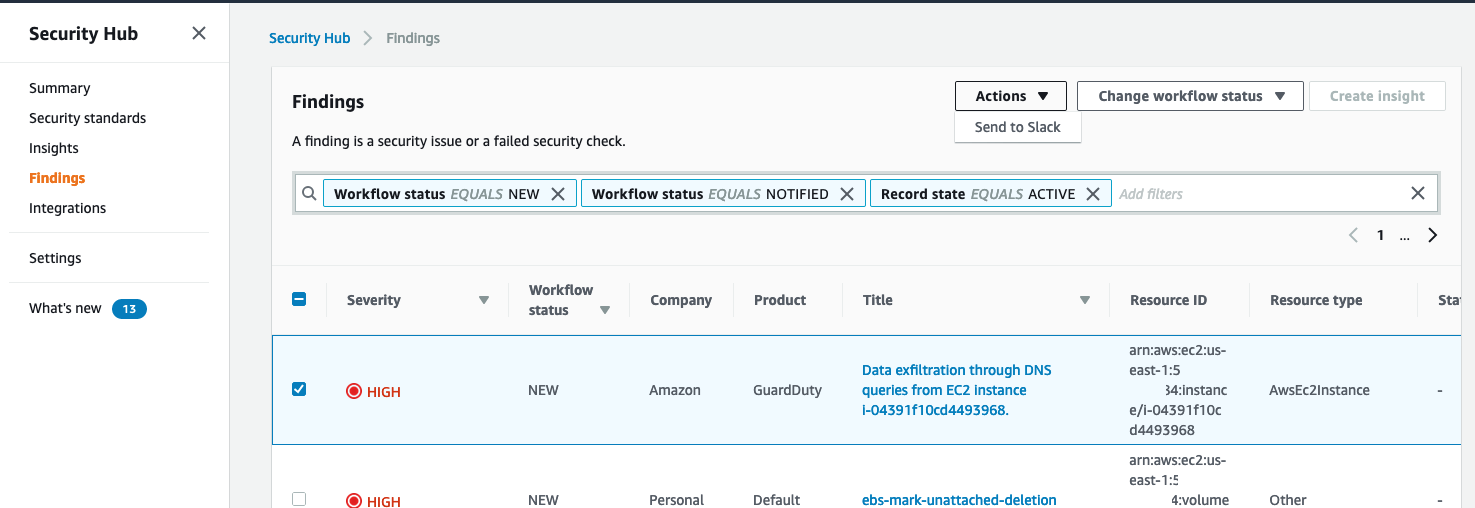 Security Hub
Summary
Security standards
Insights
Findings
Integrations
Settings
What's new 13
Security Hub Findings
Findings
Actions Change workflow status Create insight
Send to Slack
A finding is a security issue or a failed security check.
Workflow status EQUALS NEW Workflow status EQUALS NOTIFIED Record state EQUALS ACTIVE Add filters
1 ...
Severity
Workflow
status
Company
Product
Title
Resource ID
Resource type
HIGH
NEW
Amazon
GuardDuty
Data exfiltration through DNS
queries from EC2 instance
i-04391f10cd4493968.
arn:aws:ec2:us-
east-1:5
34:instanc
e/i-04391f10c
d4493968
AwsEc2Instance
-
HIGH
NEW
Personal
Default
ebs-mark-unattached-deletion
arn:aws:ec2:us-
east-1:5
4:volume
Other
-